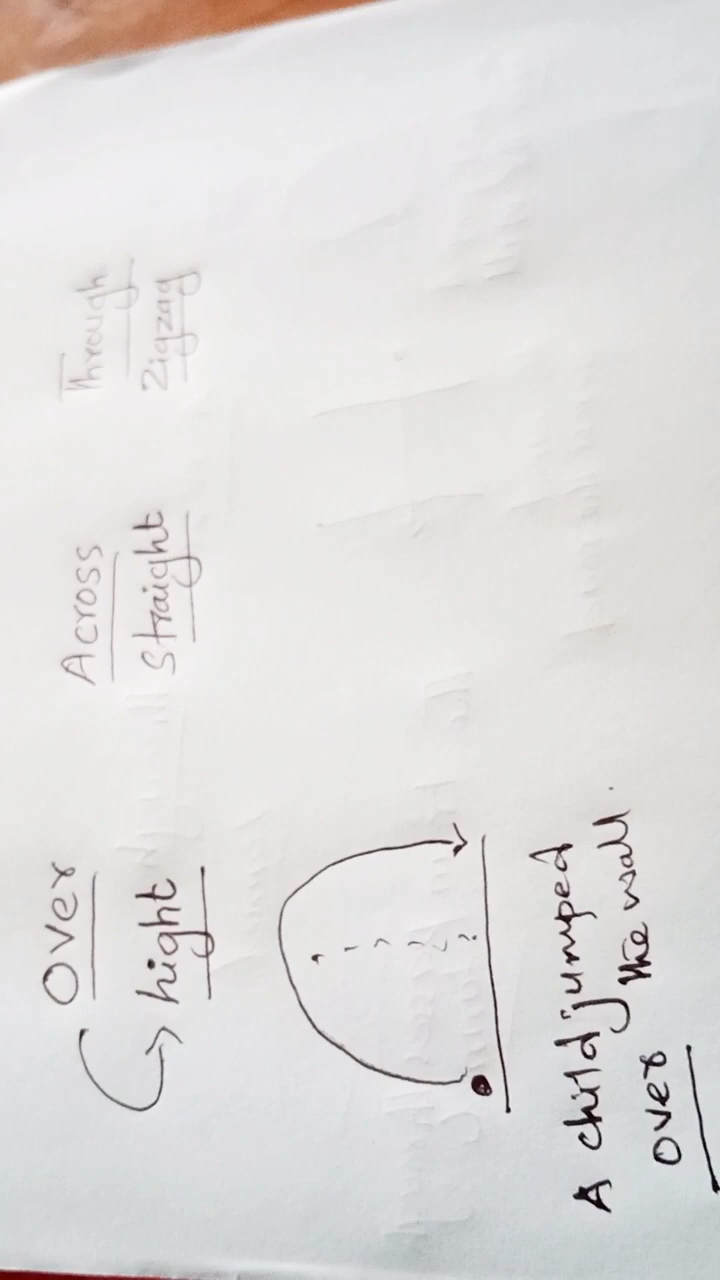 Over
hight
Across
Straight
Through
Zigzag
A child jumped
over the wall.